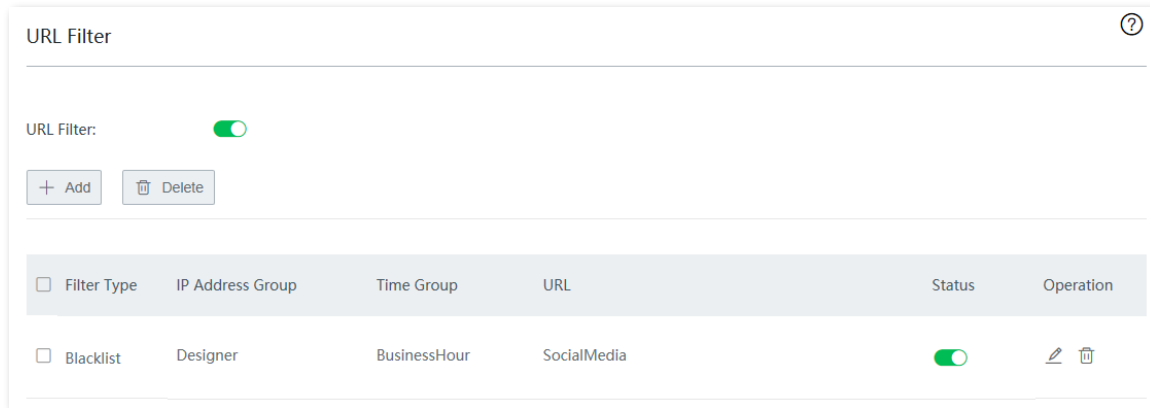 URL Filter
?
URL Filter:
+ Add Delete
Filter Type IP Address Group Time Group URL Status Operation
Blacklist Designer BusinessHour SocialMedia